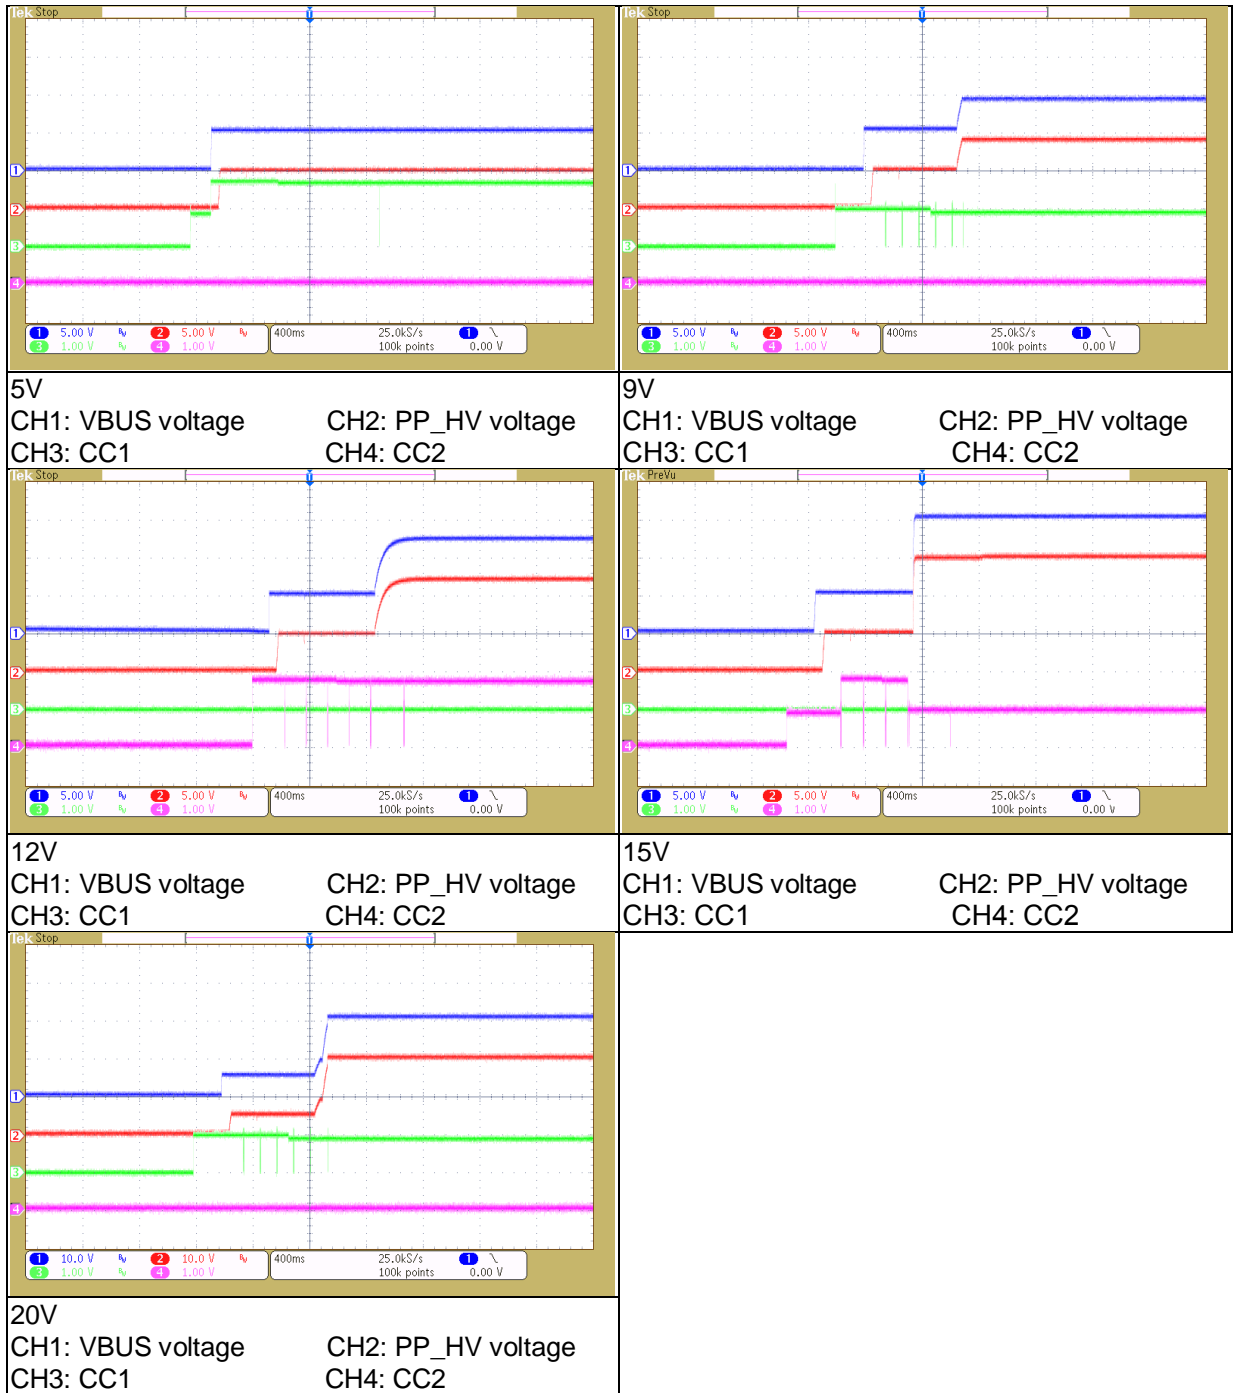 Tek Stop
1
2
3
4
1 5.00 V 2 5.00 V 400ms 25.0kS/s 1
3 1.00 V 4 1.00 V 100k points 0.00 V
5V
CH1: VBUS voltage CH2: PP_HV voltage
CH3: CC1 CH4: CC2
Tek Stop
1
2
3
4
1 5.00 V 2 5.00 V 400ms 25.0kS/s 1
3 1.00 V 4 1.00 V 100k points 0.00 V
9V
CH1: VBUS voltage CH2: PP_HV voltage
CH3: CC1 CH4: CC2
Tek Stop
1
2
3
4
1 5.00 V 2 5.00 V 400ms 25.0kS/s 1
3 1.00 V 4 1.00 V 100k points 0.00 V
12V
CH1: VBUS voltage CH2: PP_HV voltage
CH3: CC1 CH4: CC2
Tek PreVu
1
2
3
4
1 5.00 V 2 5.00 V 400ms 25.0kS/s 1
3 1.00 V 4 1.00 V 100k points 0.00 V
15V
CH1: VBUS voltage CH2: PP_HV voltage
CH3: CC1 CH4: CC2
Tek Stop
1
2
3
4
1 10.0 V 2 10.0 V 400ms 25.0kS/s 1
3 1.00 V 4 1.00 V 100k points 0.00 V
20V
CH1: VBUS voltage CH2: PP_HV voltage
CH3: CC1 CH4: CC2